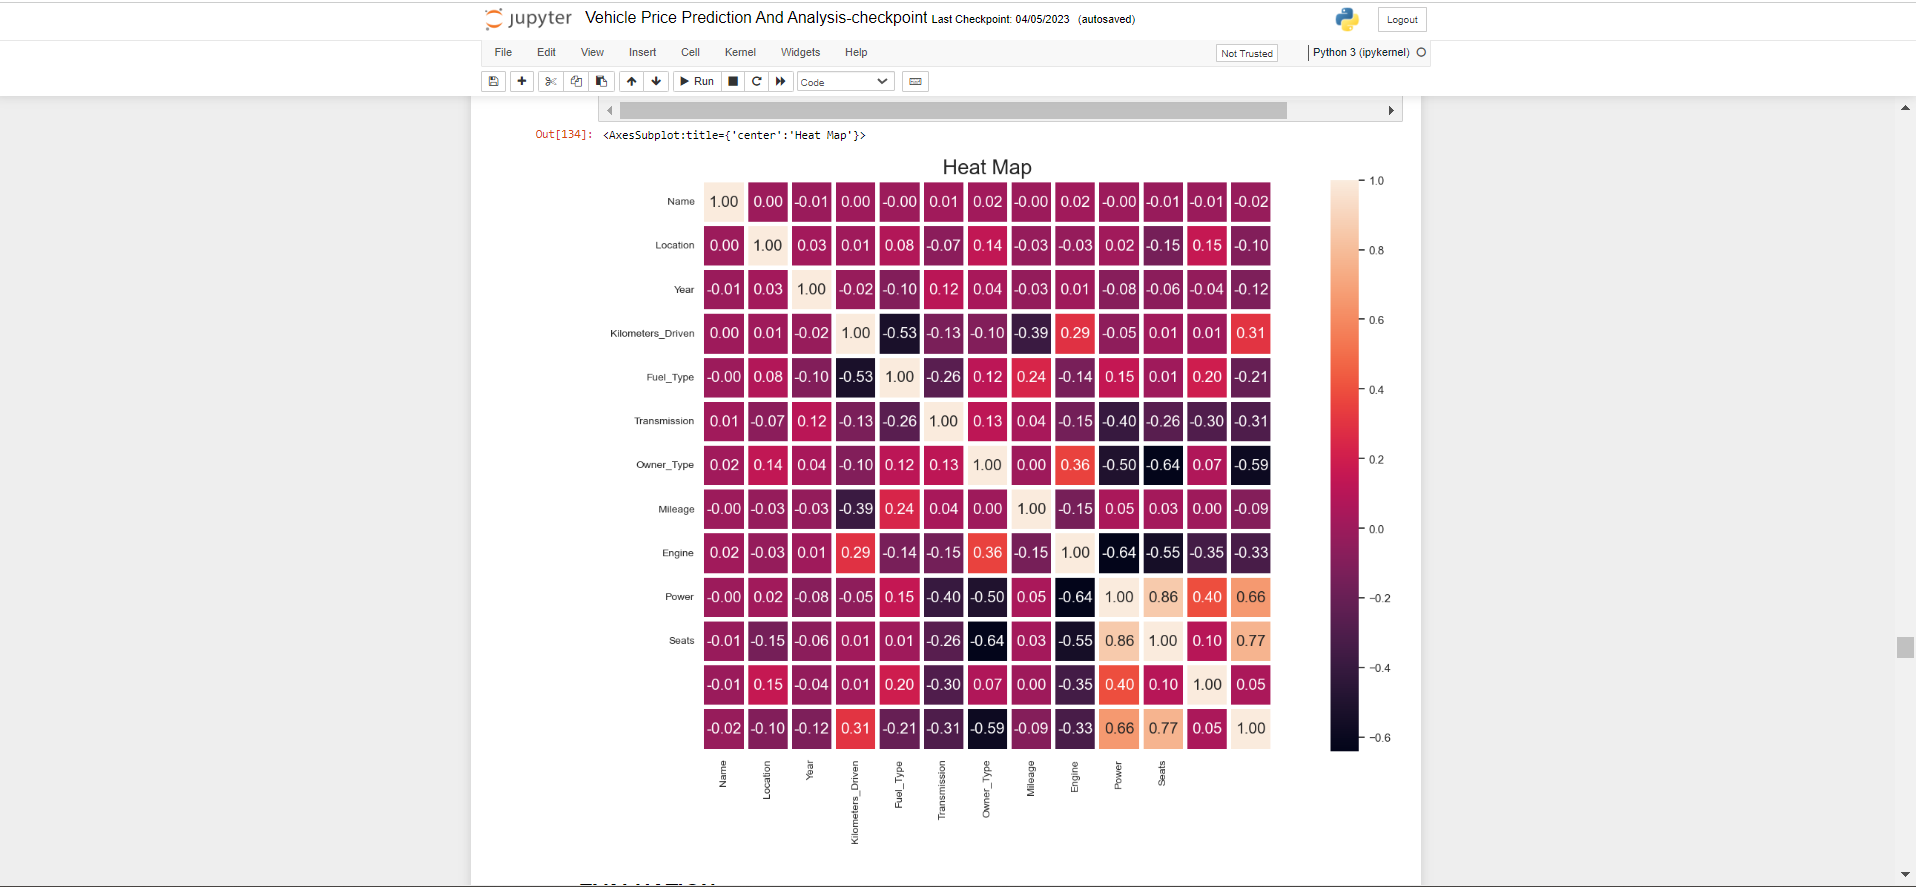 jupyter Vehicle Price Prediction And Analysis-checkpoint Last Checkpoint: 04/05/2023 (autosaved)
Logout
File Edit View Insert Cell Kernel Widgets Help
Not Trusted
Python 3 (ipykernel)
Run
Code
Out[134]: <AxesSubplot:title={'center':'Heat Map'}>
Heat Map
Name 1.00 0.00 -0.01 0.00 -0.00 0.01 0.02 -0.00 0.02 -0.00 -0.01 -0.01 -0.02
Location 0.00 1.00 0.03 0.01 0.08 -0.07 0.14 -0.03 -0.03 0.02 -0.15 0.15 -0.10
Year -0.01 0.03 1.00 -0.02 -0.10 0.12 0.04 -0.03 0.01 -0.08 -0.06 -0.04 -0.12
Kilometers_Driven 0.00 0.01 -0.02 1.00 -0.53 -0.13 -0.10 -0.39 0.29 -0.05 0.01 0.01 0.31
Fuel_Type -0.00 0.08 -0.10 -0.53 1.00 -0.26 0.12 0.24 -0.14 0.15 0.01 0.20 -0.21
Transmission 0.01 -0.07 0.12 -0.13 -0.26 1.00 0.13 0.04 -0.15 -0.40 -0.26 -0.30 -0.31
Owner_Type 0.02 0.14 0.04 -0.10 0.12 0.13 1.00 0.00 0.36 -0.50 -0.64 0.07 -0.59
Mileage -0.00 -0.03 -0.03 -0.39 0.24 0.04 0.00 1.00 -0.15 0.05 0.03 0.00 -0.09
Engine 0.02 -0.03 0.01 0.29 -0.14 -0.15 0.36 -0.15 1.00 -0.64 -0.55 -0.35 -0.33
Power -0.00 0.02 -0.08 -0.05 0.15 -0.40 -0.50 0.05 -0.64 1.00 0.86 0.40 0.66
Seats -0.01 -0.15 -0.06 0.01 0.01 -0.26 -0.64 0.03 -0.55 0.86 1.00 0.10 0.77
-0.01 0.15 -0.04 0.01 0.20 -0.30 0.07 0.00 -0.35 0.40 0.10 1.00 0.05
-0.02 -0.10 -0.12 0.31 -0.21 -0.31 -0.59 -0.09 -0.33 0.66 0.77 0.05 1.00
Name
Location
Year
Kilometers_Driven
Fuel_Type
Transmission
Owner_Type
Mileage
Engine
Power
Seats
1.0
0.8
0.6
0.4
0.2
0.0
-0.2
-0.4
-0.6